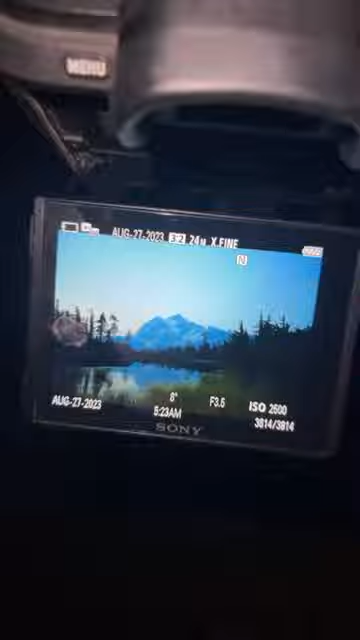 MENU
AUG-27-2023 3:2 24M X.FINE
N
AUG-27-2023 8" F3.5 ISO 2500
5:23AM 3814/3814
SONY